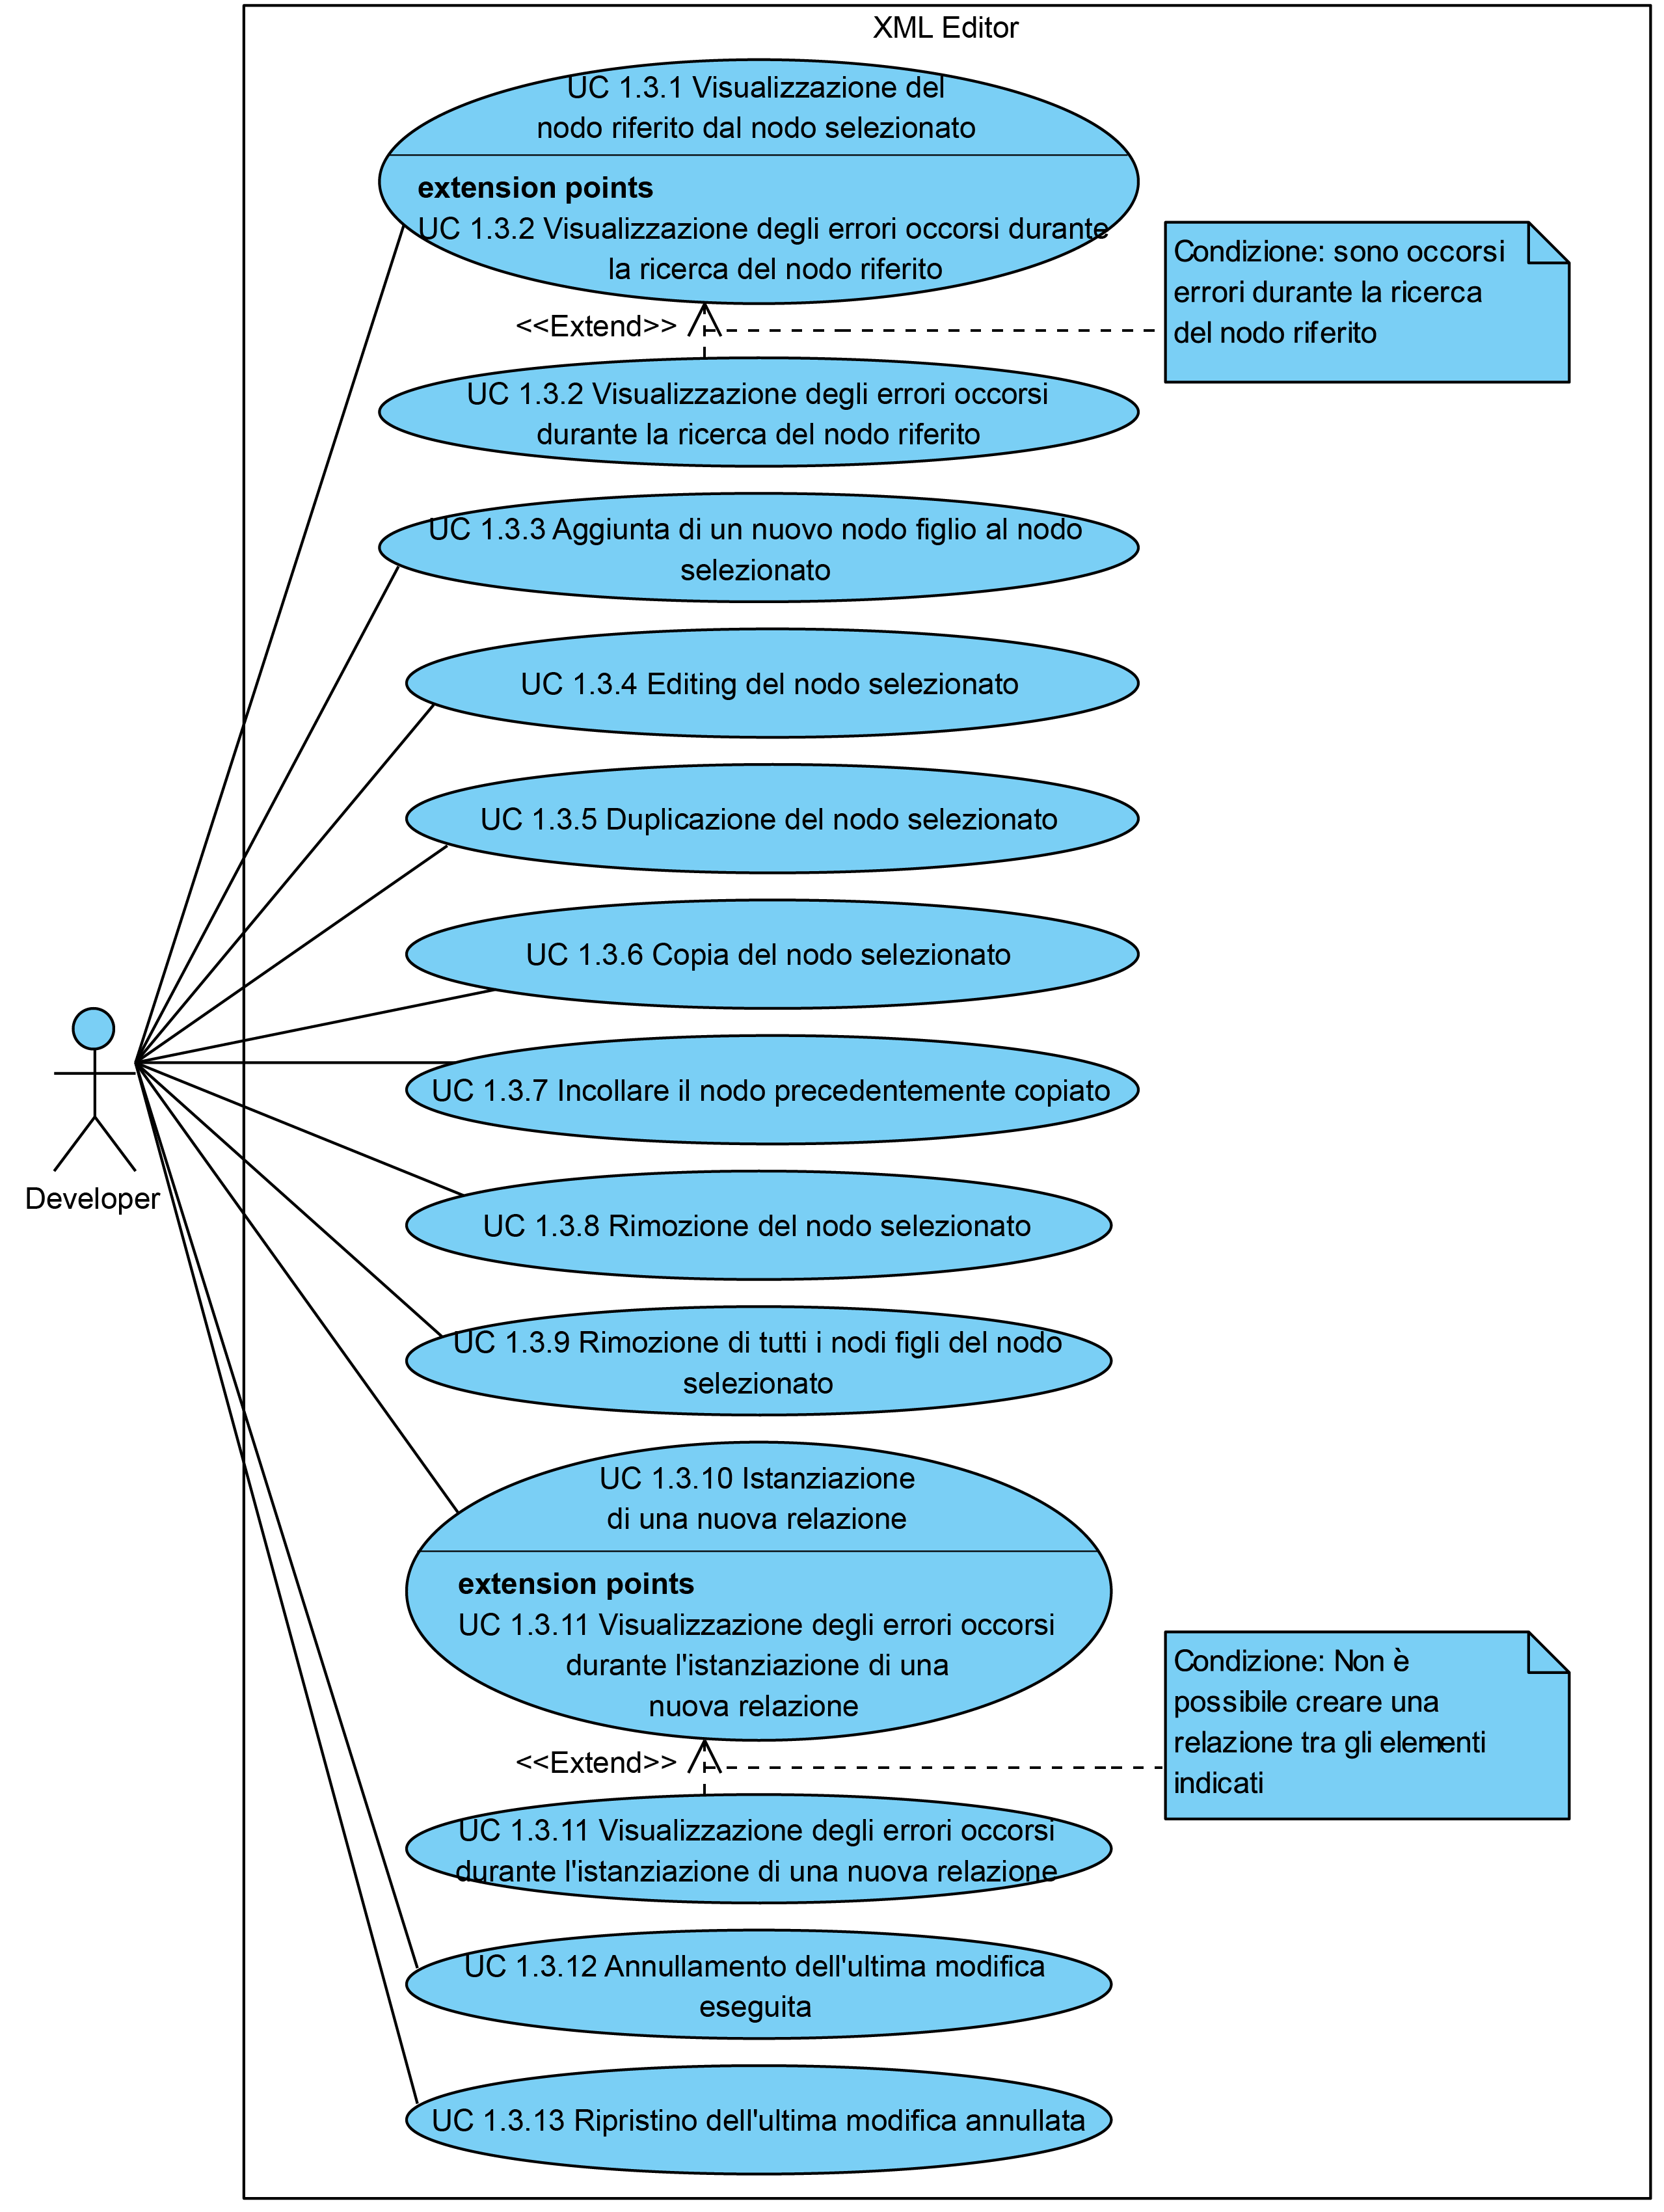 XML Editor
UC 1.3.1 Visualizzazione del
nodo riferito dal nodo selezionato
extension points
UC 1.3.2 Visualizzazione degli errori occorsi durante
la ricerca del nodo riferito
Condizione: sono occorsi
errori durante la ricerca
del nodo riferito
<<Extend>>
UC 1.3.2 Visualizzazione degli errori occorsi
durante la ricerca del nodo riferito
UC 1.3.3 Aggiunta di un nuovo nodo figlio al nodo
selezionato
UC 1.3.4 Editing del nodo selezionato
UC 1.3.5 Duplicazione del nodo selezionato
UC 1.3.6 Copia del nodo selezionato
UC 1.3.7 Incollare il nodo precedentemente copiato
Developer
UC 1.3.8 Rimozione del nodo selezionato
UC 1.3.9 Rimozione di tutti i nodi figli del nodo
selezionato
UC 1.3.10 Istanziazione
di una nuova relazione
extension points
UC 1.3.11 Visualizzazione degli errori occorsi
durante l'istanziazione di una
nuova relazione
Condizione: Non è
possibile creare una
relazione tra gli elementi
indicati
<<Extend>>
UC 1.3.11 Visualizzazione degli errori occorsi
durante l'istanziazione di una nuova relazione
UC 1.3.12 Annullamento dell'ultima modifica
eseguita
UC 1.3.13 Ripristino dell'ultima modifica annullata